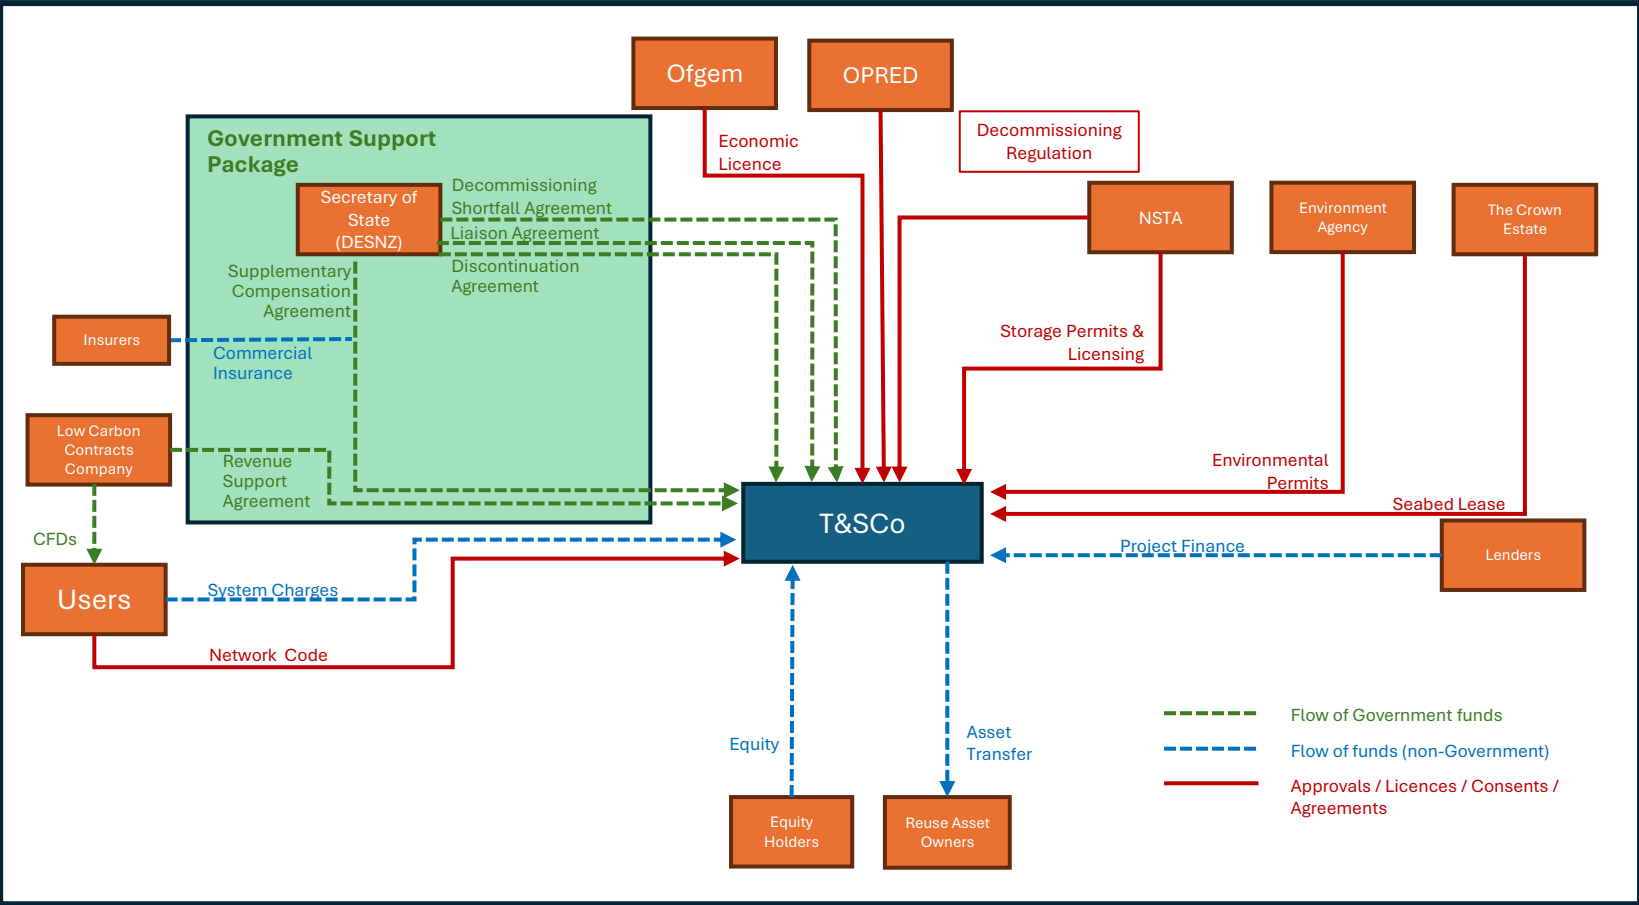 Ofgem
OPRED
Economic
Licence
Decommissioning
Regulation
Government Support
Package
Secretary of
State
(DESNZ)
Decommissioning
Shortfall Agreement
Liaison Agreement
Discontinuation
Agreement
Supplementary
Compensation
Agreement
NSTA
Environment
Agency
The Crown
Estate
Insurers
Commercial
Insurance
Storage Permits &
Licensing
Low Carbon
Contracts
Company
Revenue
Support
Agreement
Environmental
Permits
Seabed Lease
T&SCo
CFDs
Project Finance
Lenders
Users
System Charges
Network  Code
Equity
Asset
Transfer
Equity
Holders
Reuse Asset
Owners
Flow of Government funds
Flow of funds (non-Government)
Approvals / Licences / Consents /
Agreements